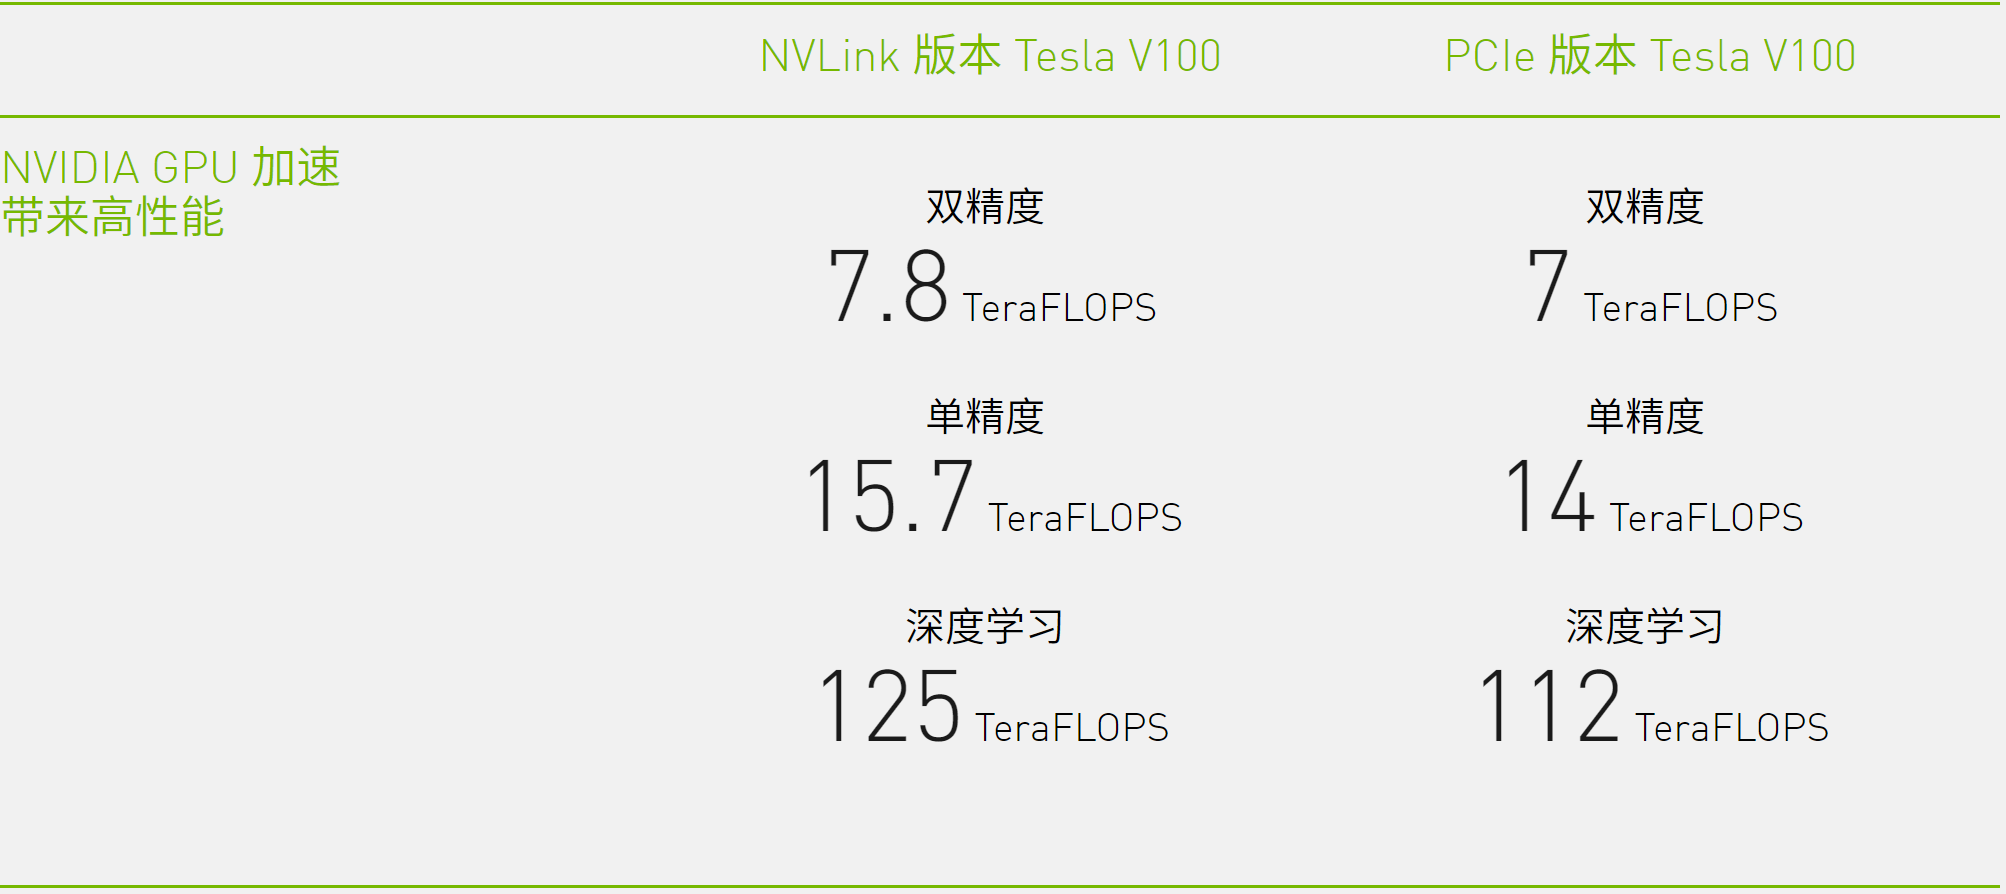 NVLink 版本 Tesla V100
PCIe 版本 Tesla V100
NVIDIA GPU 加速
带来高性能
双精度
7.8 TeraFLOPS
单精度
15.7 TeraFLOPS
深度学习
125 TeraFLOPS
双精度
7 TeraFLOPS
单精度
14 TeraFLOPS
深度学习
112 TeraFLOPS